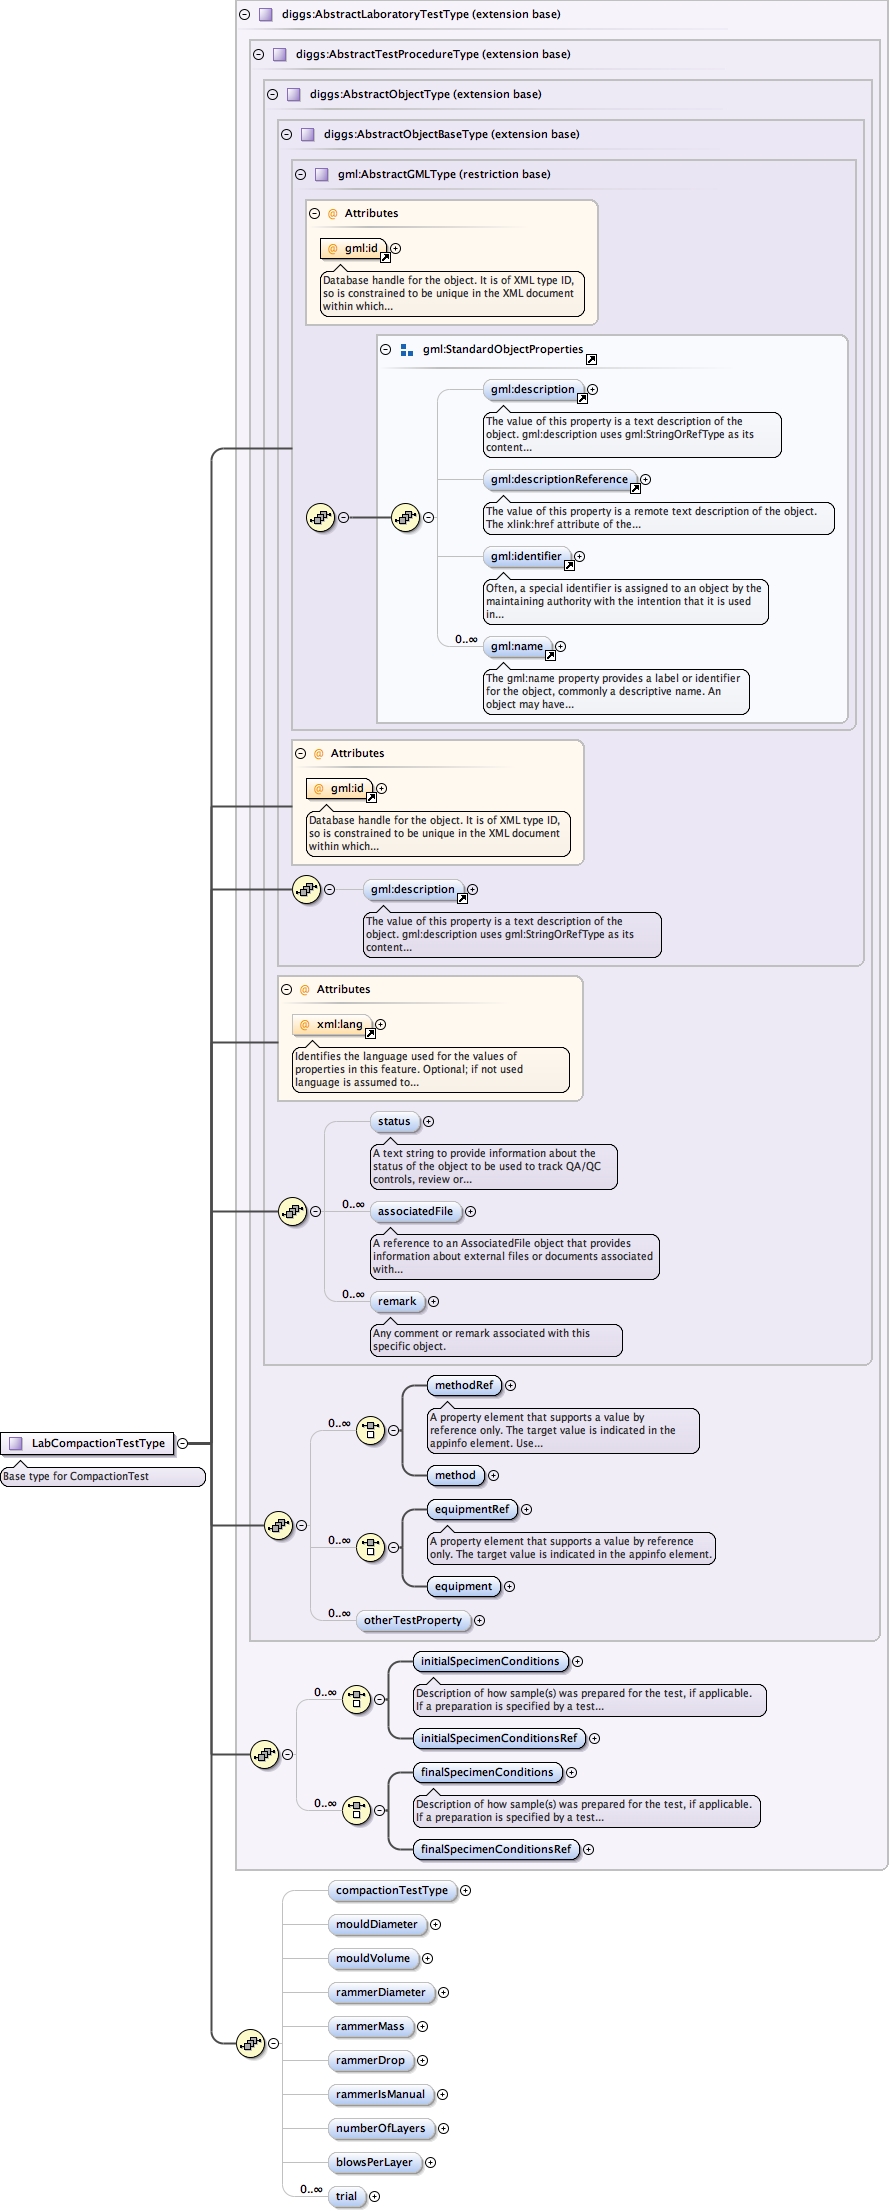 diggs:AbstractLaboratoryTestType (extension base)
diggs:AbstractTestProcedureType (extension base)
diggs:AbstractObjectType (extension base)
diggs:AbstractObjectBaseType (extension base)
gml:AbstractGMLType (restriction base)
@ Attributes
@ gml:id
Database handle for the object. It is of XML type ID,
so is constrained to be unique in the XML document
within which...
gml:StandardObjectProperties
gml:description
The value of this property is a text description of the
object. gml:description uses gml:StringOrRefType as its
content...
gml:descriptionReference
The value of this property is a remote text description of the object.
The xlink:href attribute of the...
gml:identifier
Often, a special identifier is assigned to an object by the
maintaining authority with the intention that it is used
in...
0..∞
gml:name
The gml:name property provides a label or identifier
for the object, commonly a descriptive name. An
object may have...
@ Attributes
@ gml:id
Database handle for the object. It is of XML type ID,
so is constrained to be unique in the XML document
within which...
gml:description
The value of this property is a text description of the
object. gml:description uses gml:StringOrRefType as its
content...
@ Attributes
@ xml:lang
Identifies the language used for the values of
properties in this feature. Optional; if not used
language is assumed to...
status
A text string to provide information about the
status of the object to be used to track QA/QC
controls, review or...
0..∞
associatedFile
A reference to an AssociatedFile object that provides
information about external files or documents associated
with...
0..∞
remark
Any comment or remark associated with this
specific object.
methodRef
0..∞
A property element that supports a value by
reference only. The target value is indicated in the
appinfo element. Use...
LabCompactionTestType
Base type for CompactionTest
method
equipmentRef
0..∞
A property element that supports a value by reference
only. The target value is indicated in the appinfo element.
equipment
0..∞
otherTestProperty
initialSpecimenConditions
0..∞
Description of how sample(s) was prepared for the test, if applicable.
If a preparation is specified by a test...
initialSpecimenConditionsRef
finalSpecimenConditions
0..∞
Description of how sample(s) was prepared for the test, if applicable.
If a preparation is specified by a test...
finalSpecimenConditionsRef
compactionTestType
mouldDiameter
mouldVolume
rammerDiameter
rammerMass
rammerDrop
rammerIsManual
numberOfLayers
blowsPerLayer
0..∞
trial